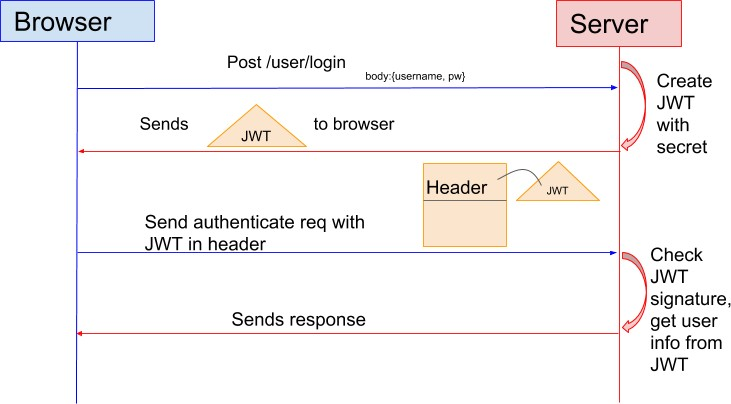 Browser
Server
Post /user/login
body:{username, pw}
Create
JWT
with
secret
Sends
JWT
to browser
Header
JWT
Send authenticate req with
JWT in header
Check
JWT
signature,
get user
info from
JWT
Sends response